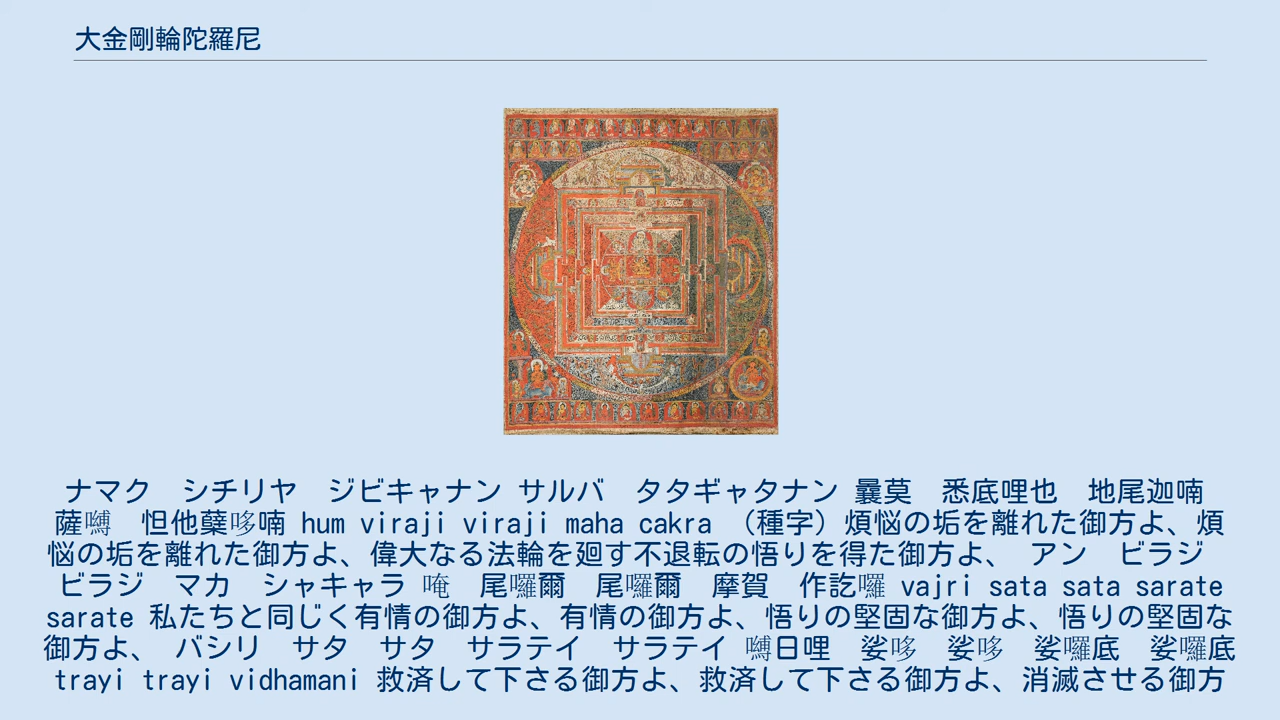 大金剛輪陀羅尼
ナマク　シチリヤ　ジビキャナン サルバ　タタギャタナン 曩莫　悉底哩也　地尾迦喃
薩嚩　怛他蘖哆喃 hum viraji viraji maha cakra （種字）煩悩の垢を離れた御方よ、煩
悩の垢を離れた御方よ、偉大なる法輪を廻す不退転の悟りを得た御方よ、 アン　ビラジ
ビラジ　マカ　シャキャラ 唵　尾囉爾　尾囉爾　摩賀　作訖囉 vajri sata sata sarate
sarate 私たちと同じく有情の御方よ、有情の御方よ、悟りの堅固な御方よ、悟りの堅固な
御方よ、 バシリ　サタ　サタ　サラテイ　サラテイ 嚩日哩　娑哆　娑哆　娑囉底　娑囉底
trayi trayi vidhamani 救済して下さる御方よ、救済して下さる御方よ、消滅させる御方